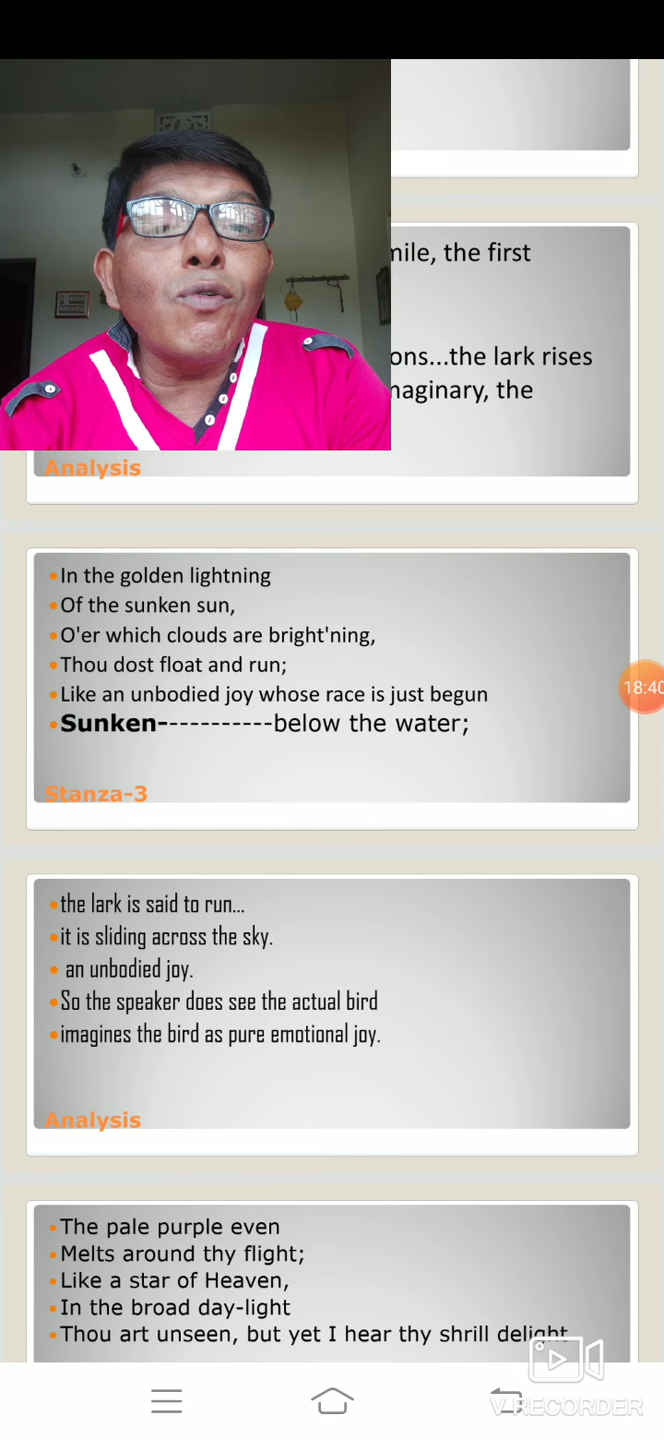 mile, the first
ons...the lark rises
maginary, the
Analysis
In the golden lightning
Of the sunken sun,
O'er which clouds are bright'ning,
Thou dost float and run;
Like an unbodied joy whose race is just begun
Sunken-----------below the water;
Stanza-3
18:40
the lark is said to run...
it is sliding across the sky.
an unbodied joy.
So the speaker does see the actual bird
imagines the bird as pure emotional joy.
Analysis
The pale purple even
Melts around thy flight;
Like a star of Heaven,
In the broad day-light
Thou art unseen, but yet I hear thy shrill delight
V RECORDER